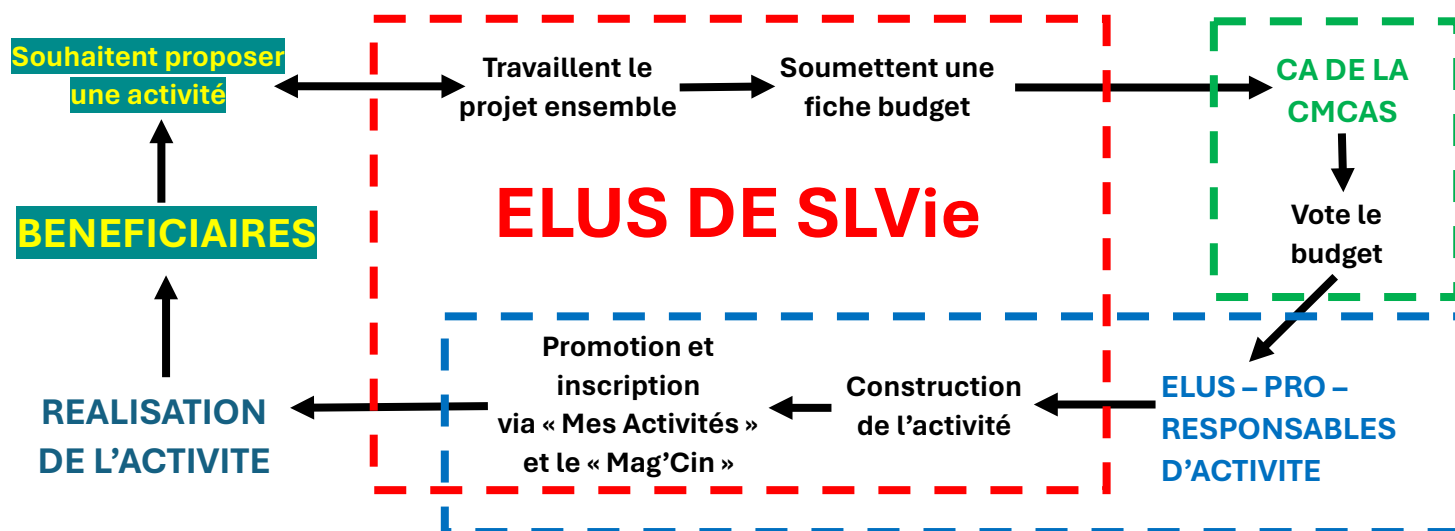 Souhaitent proposer
une activité
Travaillent le
projet ensemble
Soumettent une
fiche budget
CA DE LA
CMCAS
BENEFICIAIRES
ELUS DE SLVie
Vote le
budget
REALISATION
DE L’ACTIVITE
Promotion et
inscription
via « Mes Activités »
et le « Mag’Cin »
Construction
de l’activité
ELUS – PRO –
RESPONSABLES
D’ACTIVITE